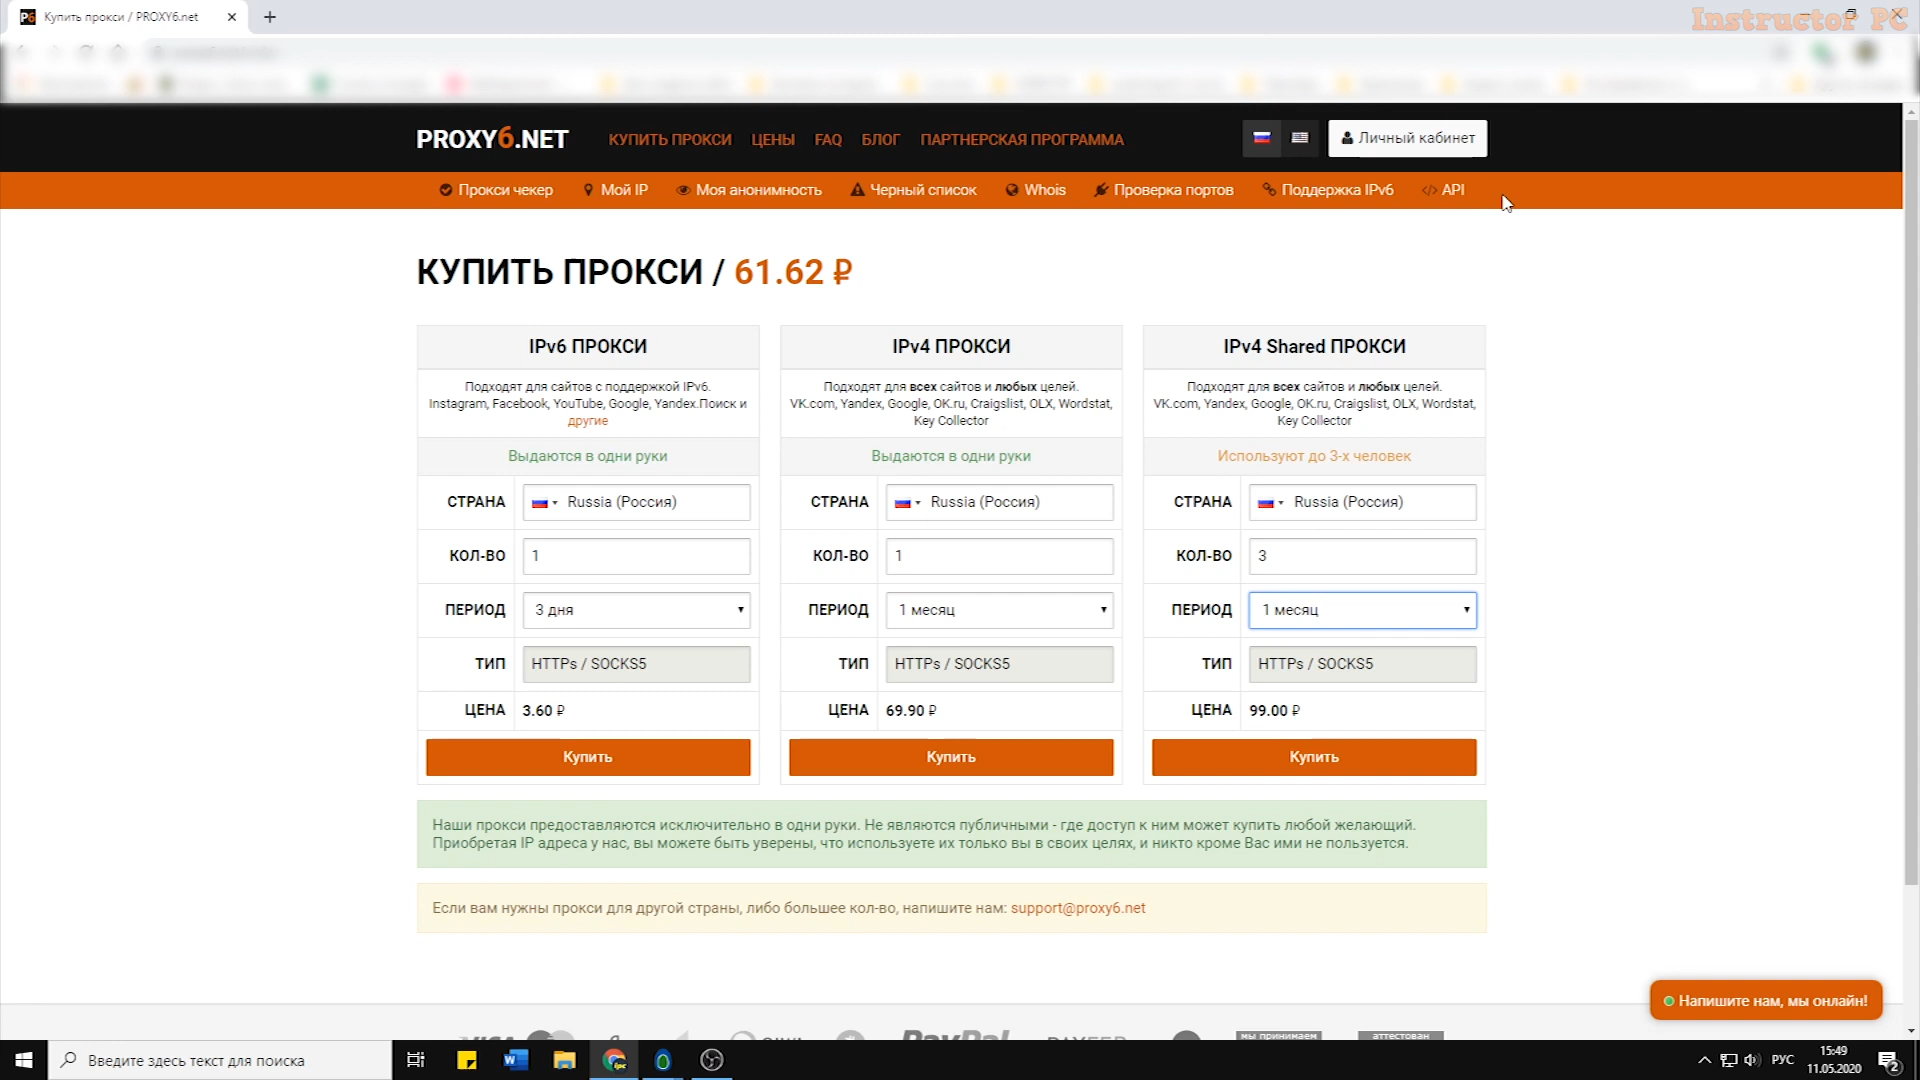 Купить прокси / PROXY6.net
Instructor PC
PROXY6.NET
КУПИТЬ ПРОКСИ
ЦЕНЫ
FAQ
БЛОГ
ПАРТНЕРСКАЯ ПРОГРАММА
Личный кабинет
Прокси чекер
Мой IP
Моя анонимность
Черный список
Whois
Проверка портов
Поддержка IPv6
</> API
КУПИТЬ ПРОКСИ / 61.62 ₽
IPv6 ПРОКСИ
Подходят для сайтов с поддержкой IPv6.
Instagram, Facebook, YouTube, Google, Yandex.Поиск и
другие
Выдаются в одни руки
СТРАНА Russia (Россия)
КОЛ-ВО 1
ПЕРИОД 3 дня
ТИП HTTPs / SOCKS5
ЦЕНА 3.60 ₽
Купить
IPv4 ПРОКСИ
Подходят для всех сайтов и любых целей.
VK.com, Yandex, Google, OK.ru, Craigslist, OLX, Wordstat,
Key Collector
Выдаются в одни руки
СТРАНА Russia (Россия)
КОЛ-ВО 1
ПЕРИОД 1 месяц
ТИП HTTPs / SOCKS5
ЦЕНА 69.90 ₽
Купить
IPv4 Shared ПРОКСИ
Подходят для всех сайтов и любых целей.
VK.com, Yandex, Google, OK.ru, Craigslist, OLX, Wordstat,
Key Collector
Используют до 3-х человек
СТРАНА Russia (Россия)
КОЛ-ВО 3
ПЕРИОД 1 месяц
ТИП HTTPs / SOCKS5
ЦЕНА 99.00 ₽
Купить
Наши прокси предоставляются исключительно в одни руки. Не являются публичными - где доступ к ним может купить любой желающий.
Приобретая IP адреса у нас, вы можете быть уверены, что используете их только вы в своих целях, и никто кроме Вас ими не пользуется.
Если вам нужны прокси для другой страны, либо большее кол-во, напишите нам: support@proxy6.net
Напишите нам, мы онлайн!
VISA
PayPal
PAYEER
мы принимаем
аттестован
Введите здесь текст для поиска
РУС
15:49
11.05.2020
2